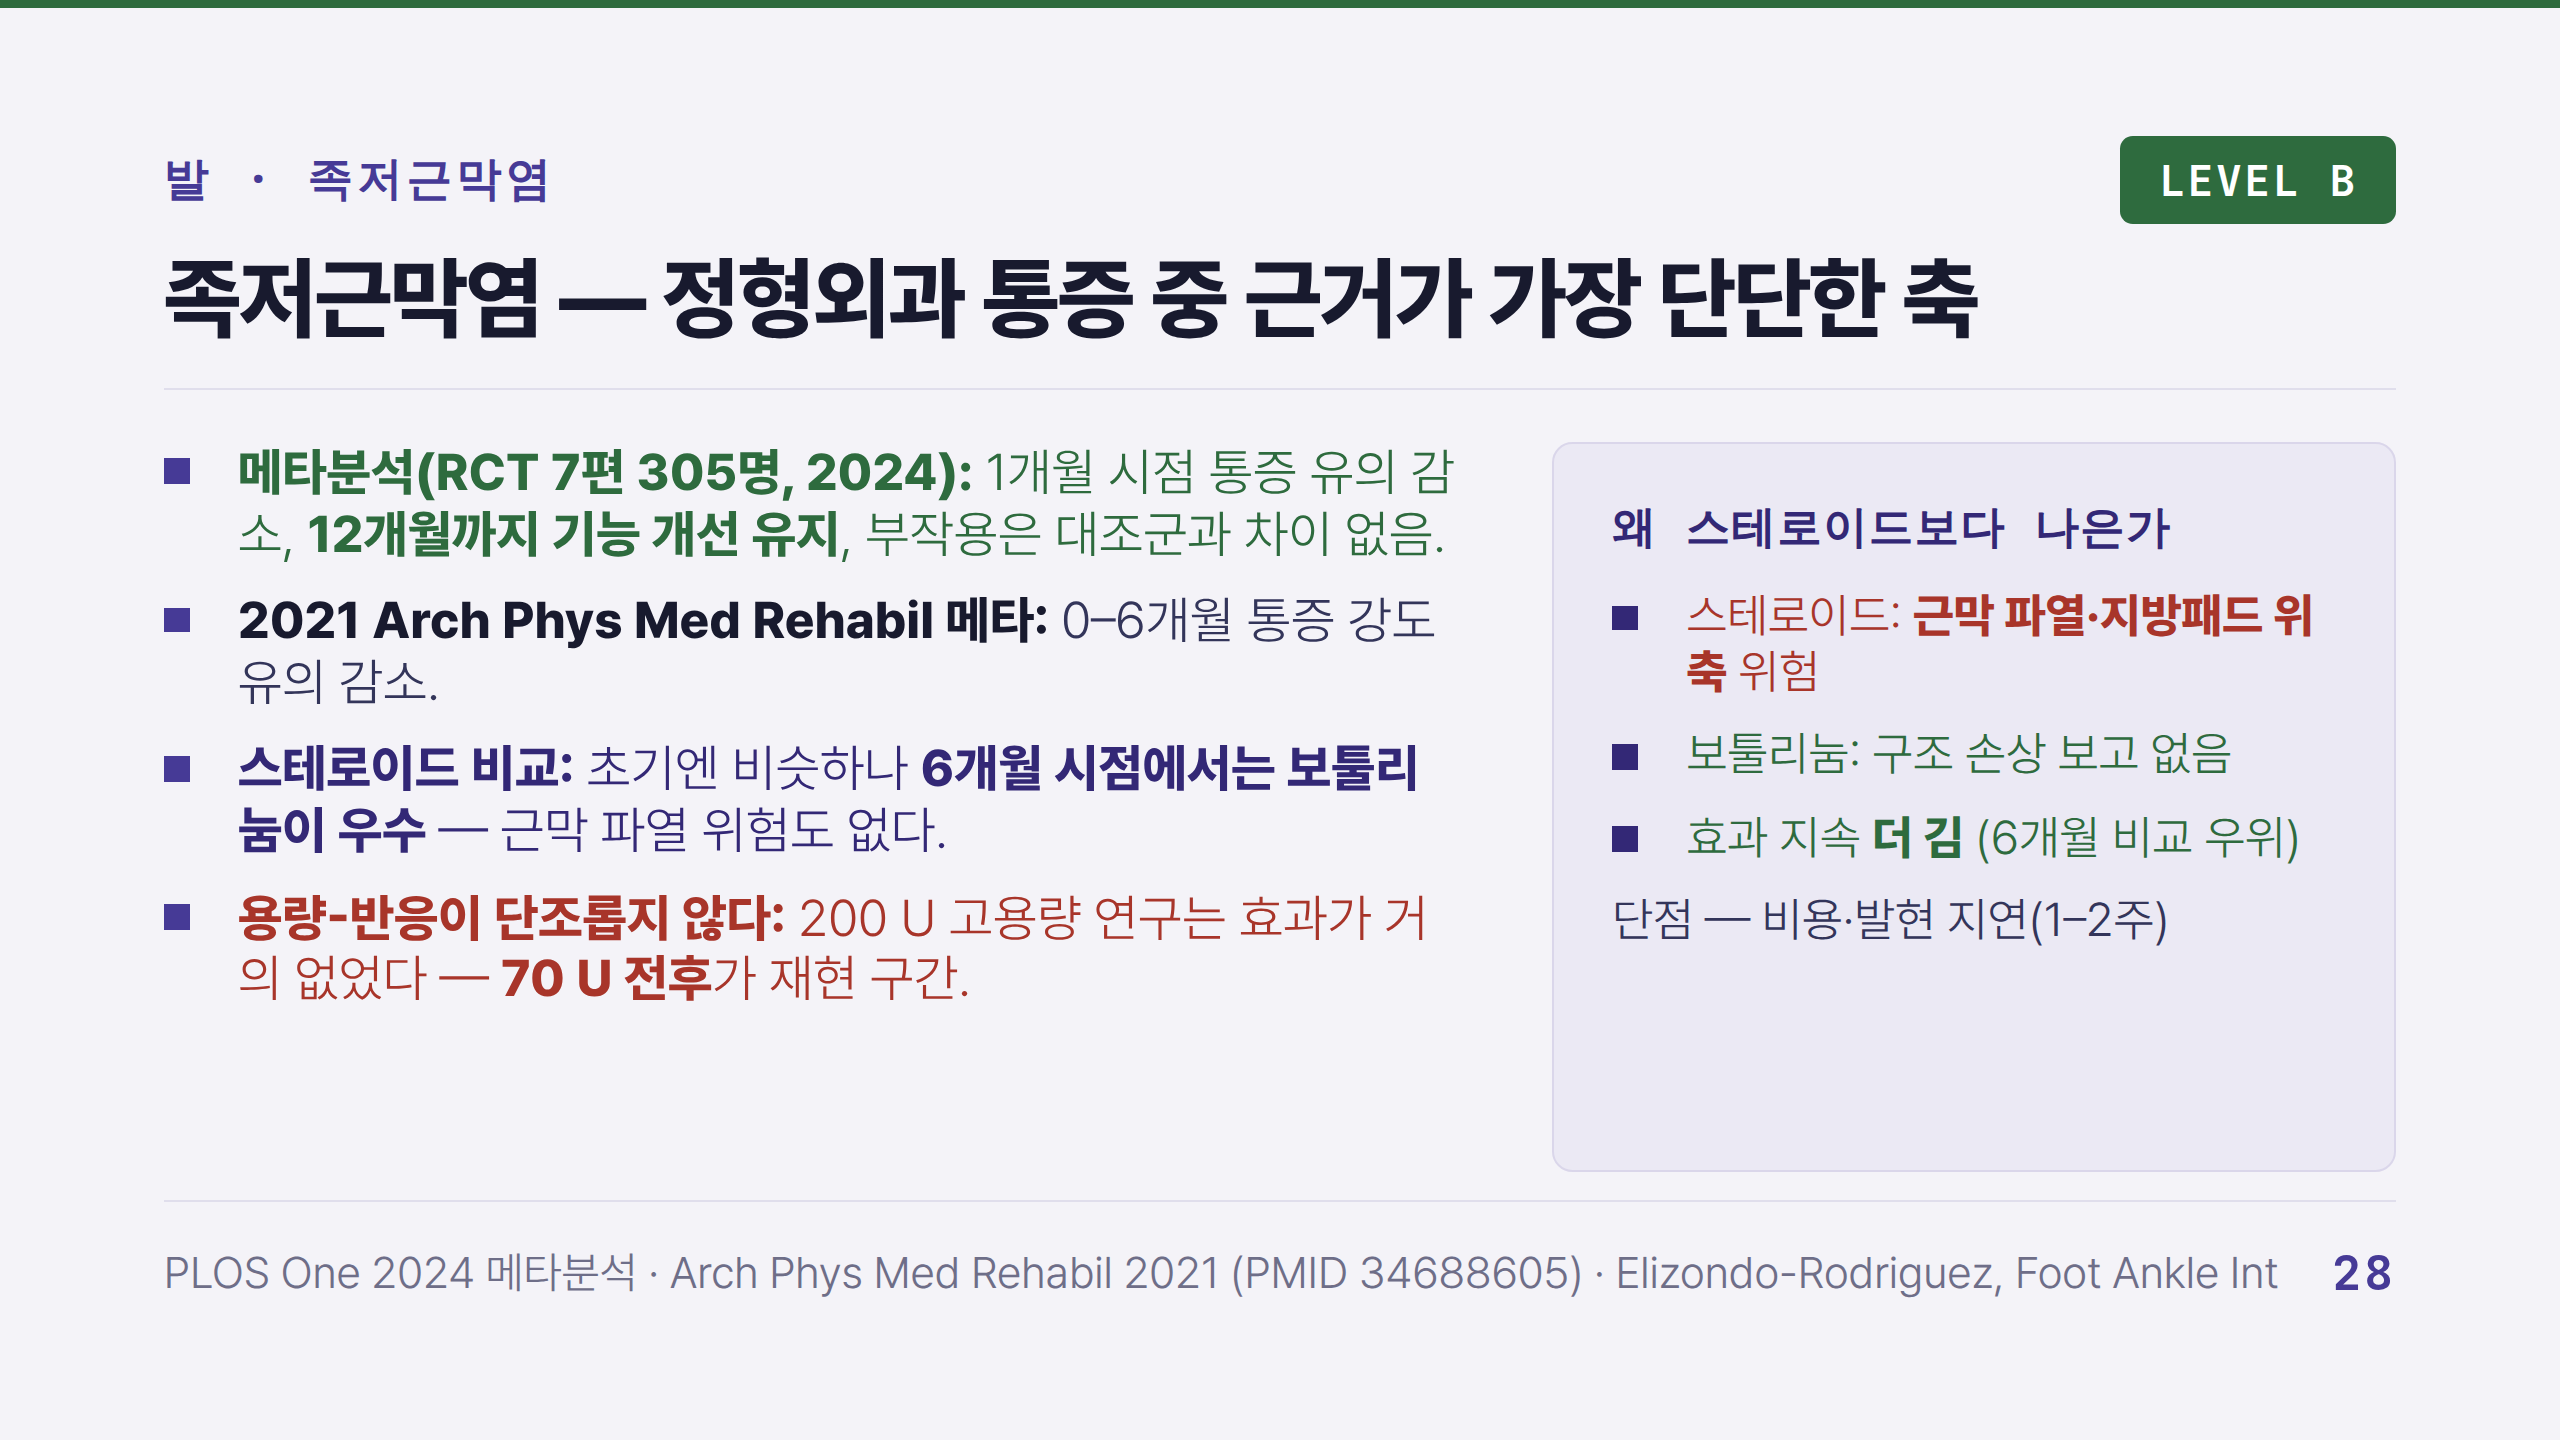 발 · 족저근막염
LEVEL B
족저근막염 — 정형외과 통증 중 근거가 가장 단단한 축
메타분석(RCT 7편 305명, 2024): 1개월 시점 통증 유의 감
소, 12개월까지 기능 개선 유지, 부작용은 대조군과 차이 없음.
2021 Arch Phys Med Rehabil 메타: 0–6개월 통증 강도
유의 감소.
스테로이드 비교: 초기엔 비슷하나 6개월 시점에서는 보툴리
눔이 우수 — 근막 파열 위험도 없다.
용량-반응이 단조롭지 않다: 200 U 고용량 연구는 효과가 거
의 없었다 — 70 U 전후가 재현 구간.
왜 스테로이드보다 나은가
스테로이드: 근막 파열·지방패드 위
축 위험
보툴리눔: 구조 손상 보고 없음
효과 지속 더 김 (6개월 비교 우위)
단점 — 비용·발현 지연(1–2주)
PLOS One 2024 메타분석 · Arch Phys Med Rehabil 2021 (PMID 34688605) · Elizondo-Rodriguez, Foot Ankle Int
28